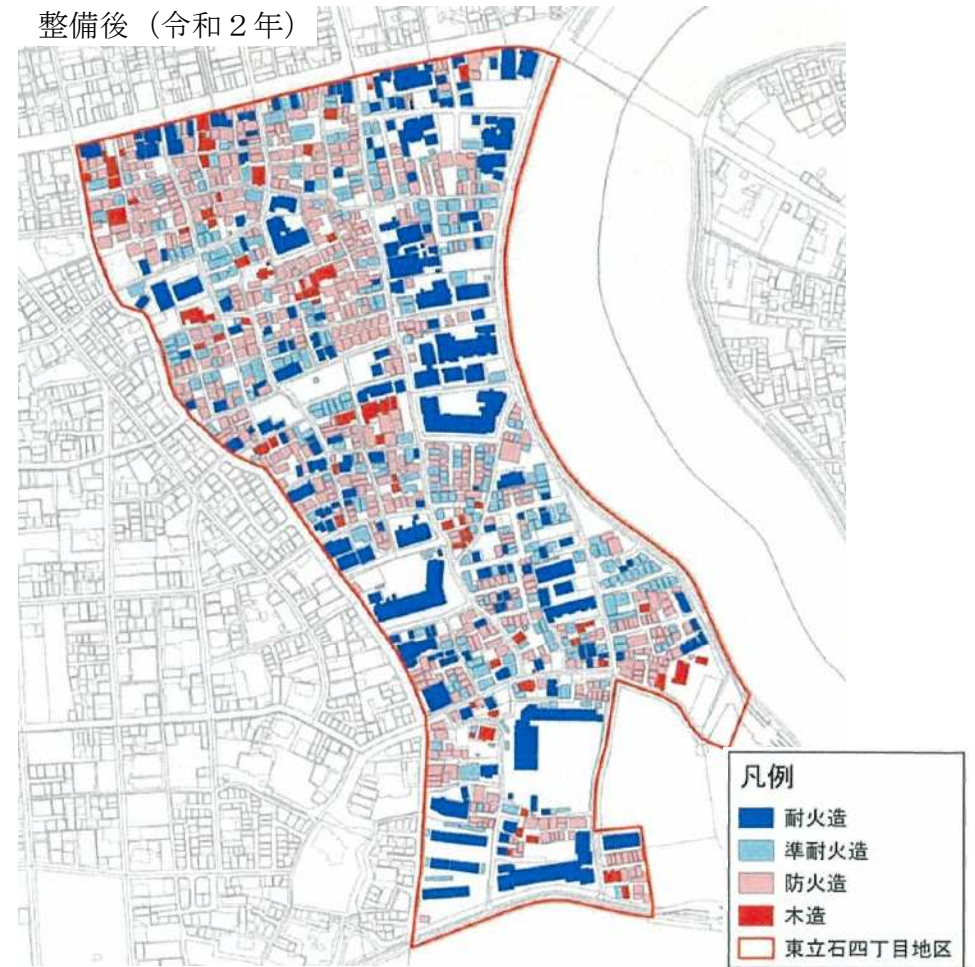 整備後（令和２年）
凡例
耐火造
準耐火造
防火造
木造
東立石四丁目地区